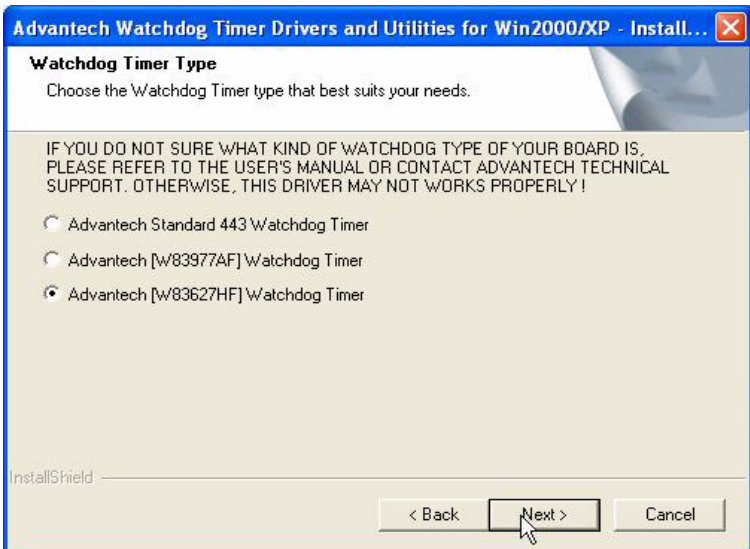 Advantech Watchdog Timer Drivers and Utilities for Win2000/XP - Install...
Watchdog Timer Type
Choose the Watchdog Timer type that best suits your needs.
IF YOU DO NOT SURE WHAT KIND OF WATCHDOG TYPE OF YOUR BOARD IS,
PLEASE REFER TO THE USER'S MANUAL OR CONTACT ADVANTECH TECHNICAL
SUPPORT. OTHERWISE, THIS DRIVER MAY NOT WORKS PROPERLY !
Advantech Standard 443 Watchdog Timer
Advantech [W83977AF] Watchdog Timer
Advantech [W83627HF] Watchdog Timer
InstallShield
< Back Next > Cancel